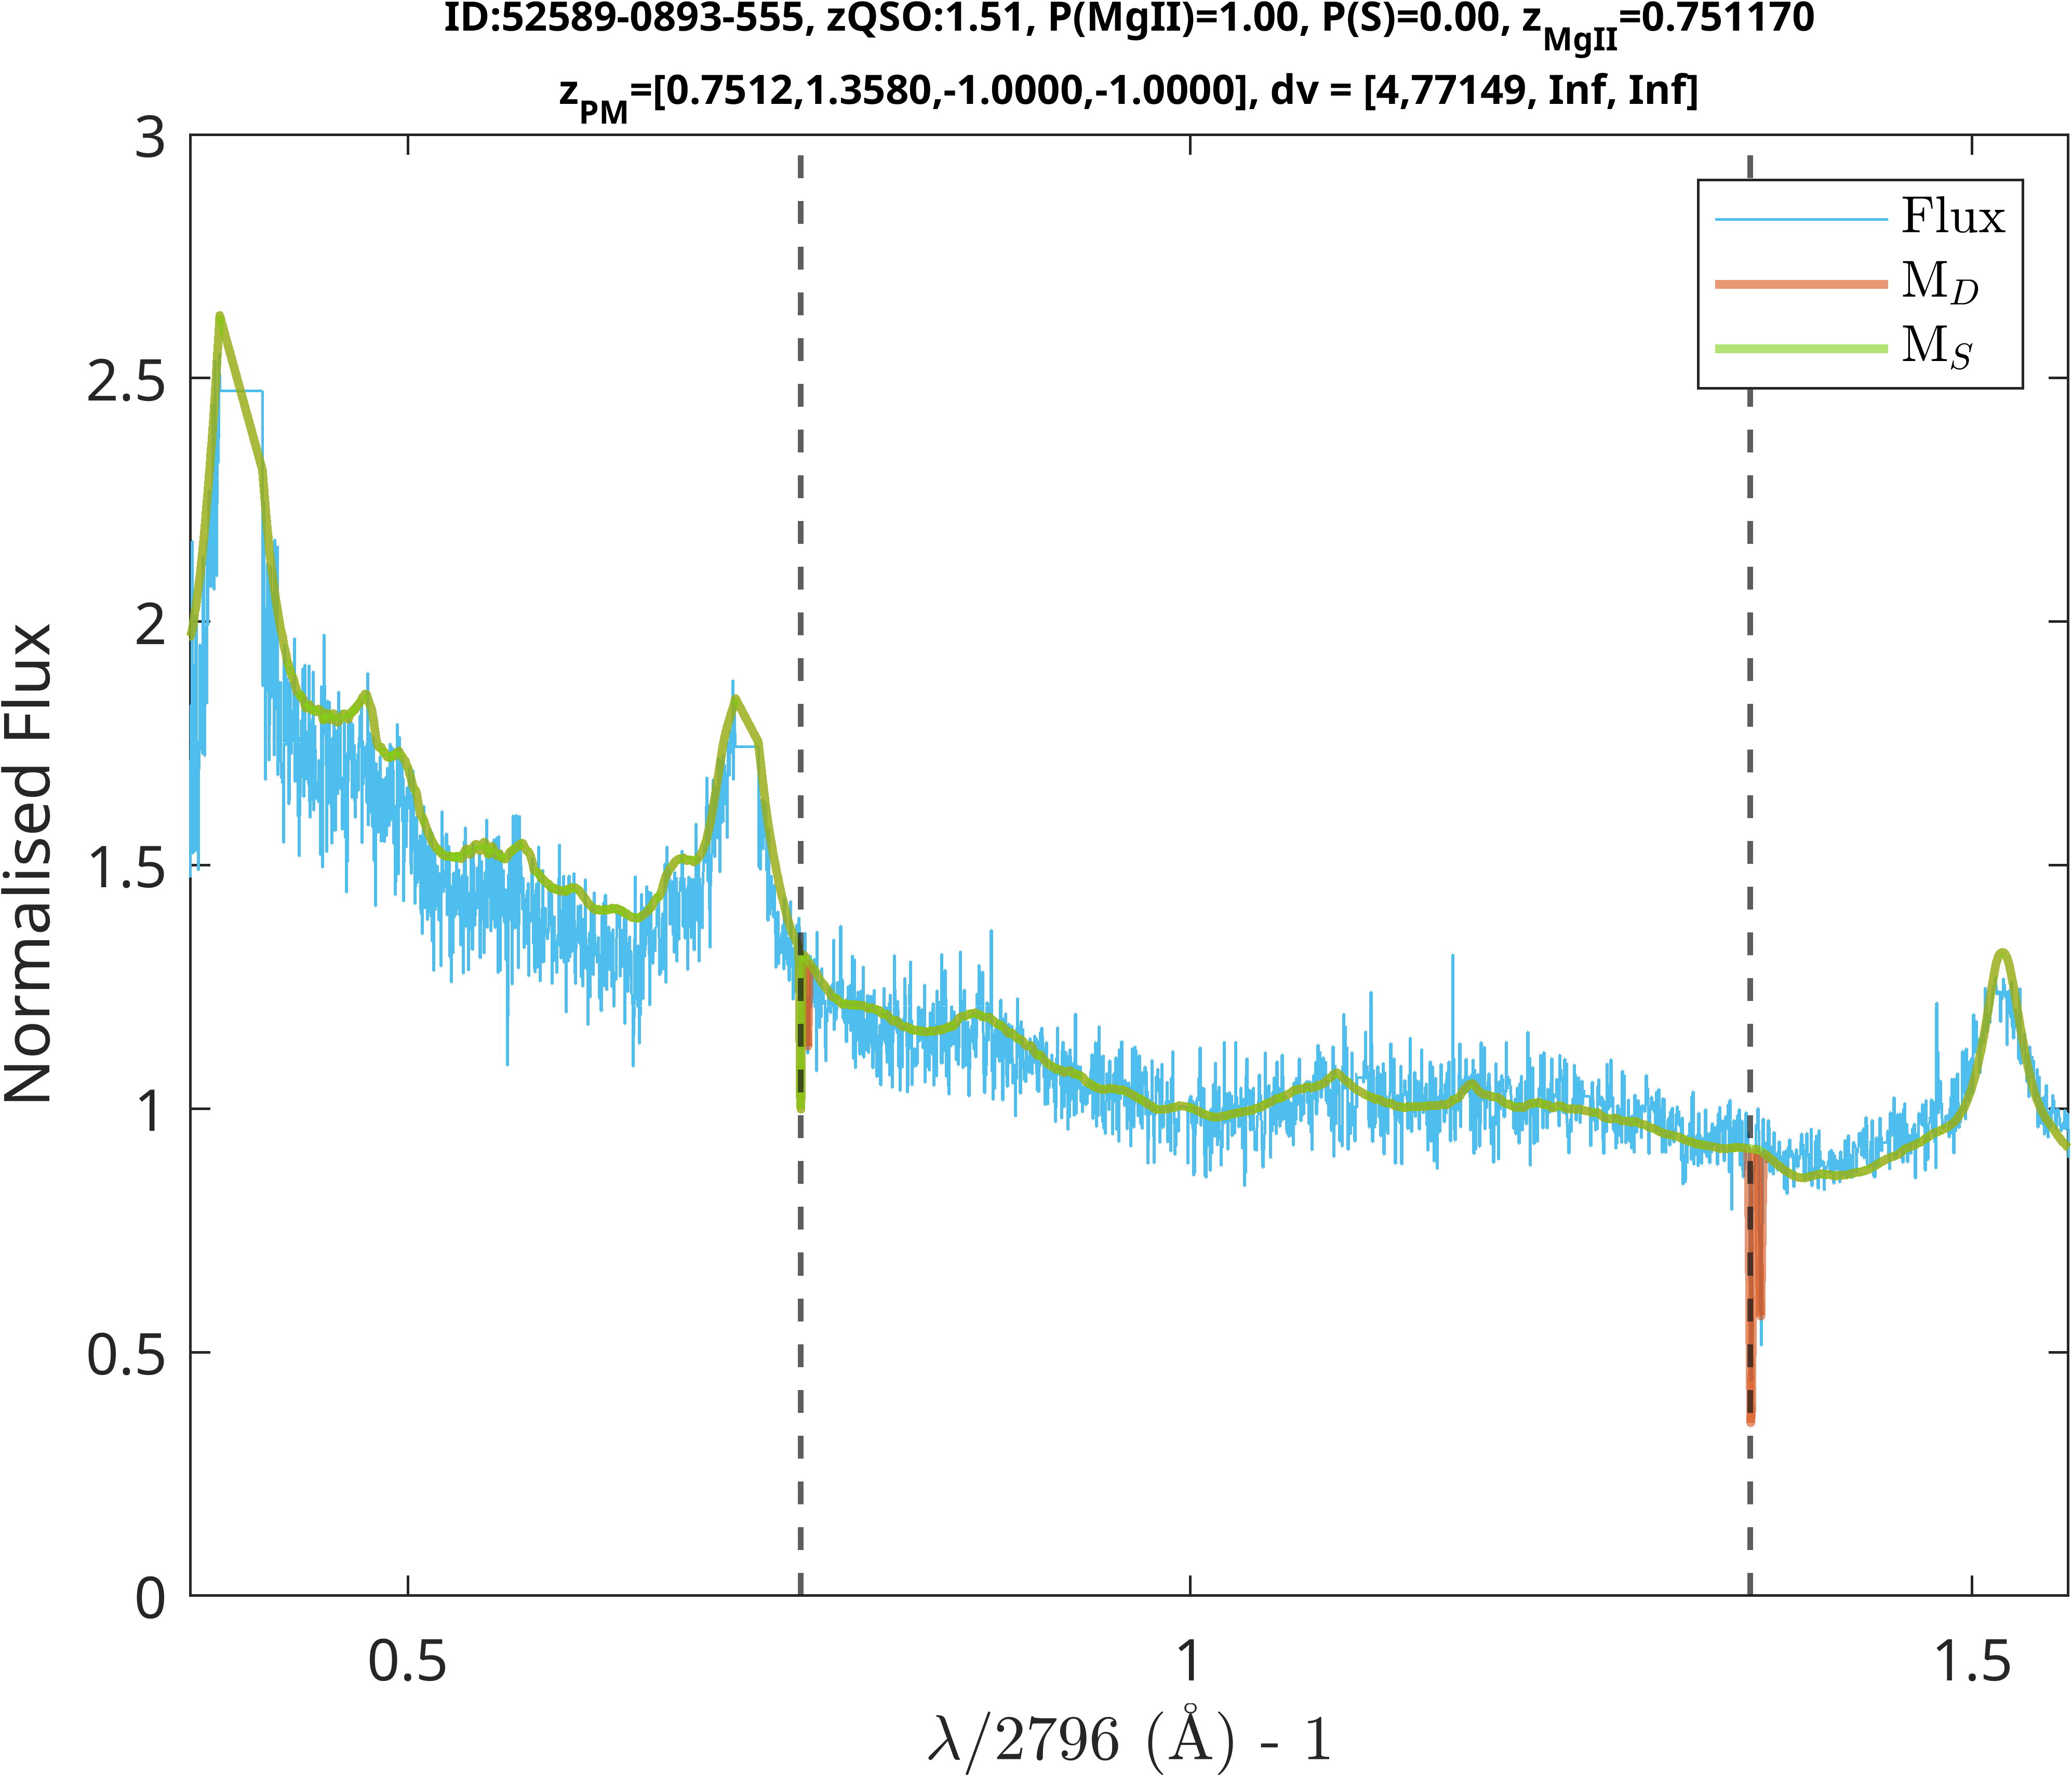 ID:52589-0893-555, zQSO:1.51, P(MgII)=1.00, P(S)=0.00, zMgII=0.751170
zPM=[0.7512,1.3580,-1.0000,-1.0000], dv = [4,77149, Inf, Inf]
3
2.5
2
1.5
1
0.5
0
Normalised Flux
Flux
MD
MS
0.5
1
1.5
λ/2796 (Å) - 1